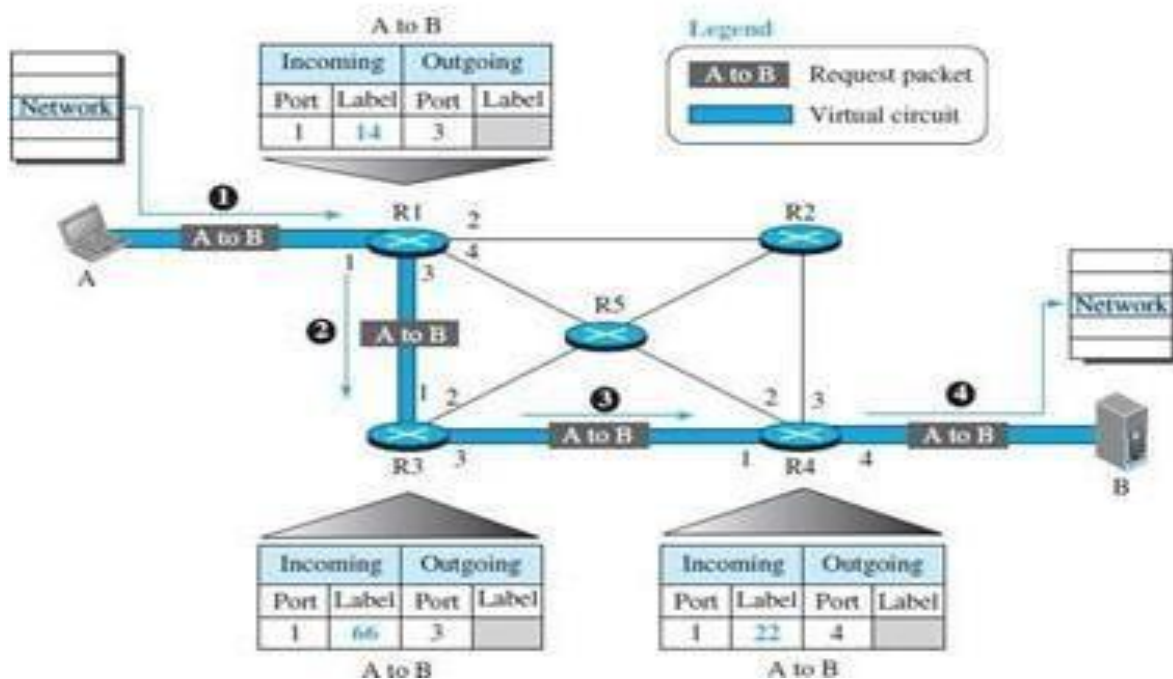 A to B
Incoming Outgoing
Port Label Port Label
1 14 3
Legend
A to B Request packet
Virtual circuit
Network
1
A to B
A
R1
1
2
3
4
R2
2
A to B
R5
Network
1
2
3
A to B
R3
3
2
3
1
R4
4
4
A to B
B
Incoming Outgoing
Port Label Port Label
1 66 3
A to B
Incoming Outgoing
Port Label Port Label
1 22 4
A to B